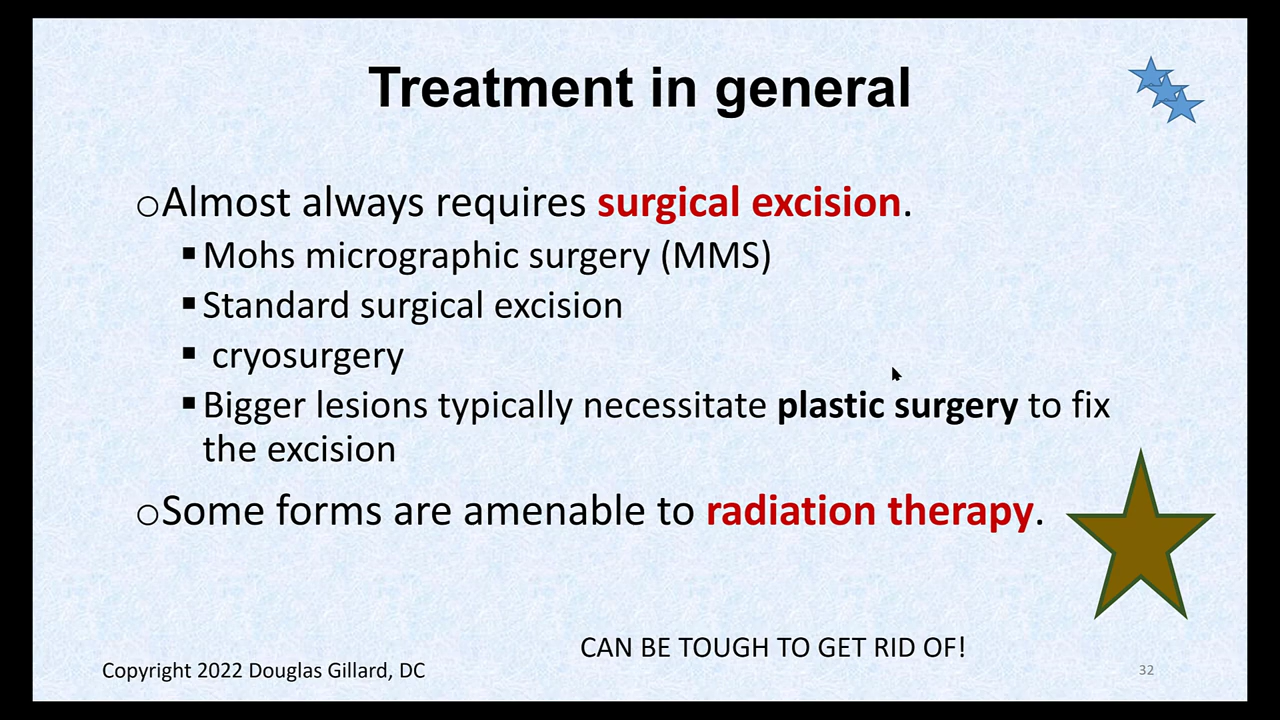 Treatment in general
oAlmost always requires surgical excision.
▪Mohs micrographic surgery (MMS)
▪Standard surgical excision
▪ cryosurgery
▪Bigger lesions typically necessitate plastic surgery to fix
the excision
oSome forms are amenable to radiation therapy.
CAN BE TOUGH TO GET RID OF!
Copyright 2022 Douglas Gillard, DC
32